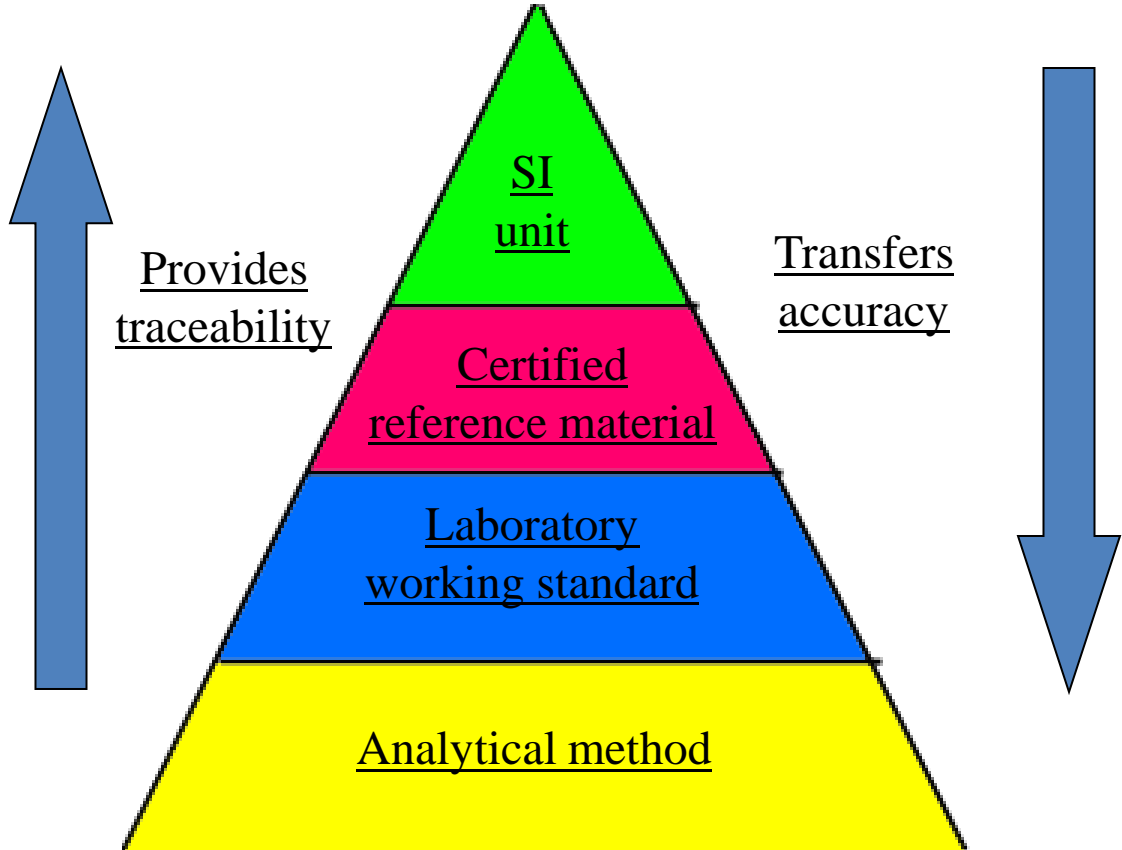 SI
unit
Provides
traceability
Transfers
accuracy
Certified
reference material
Laboratory
working standard
Analytical method